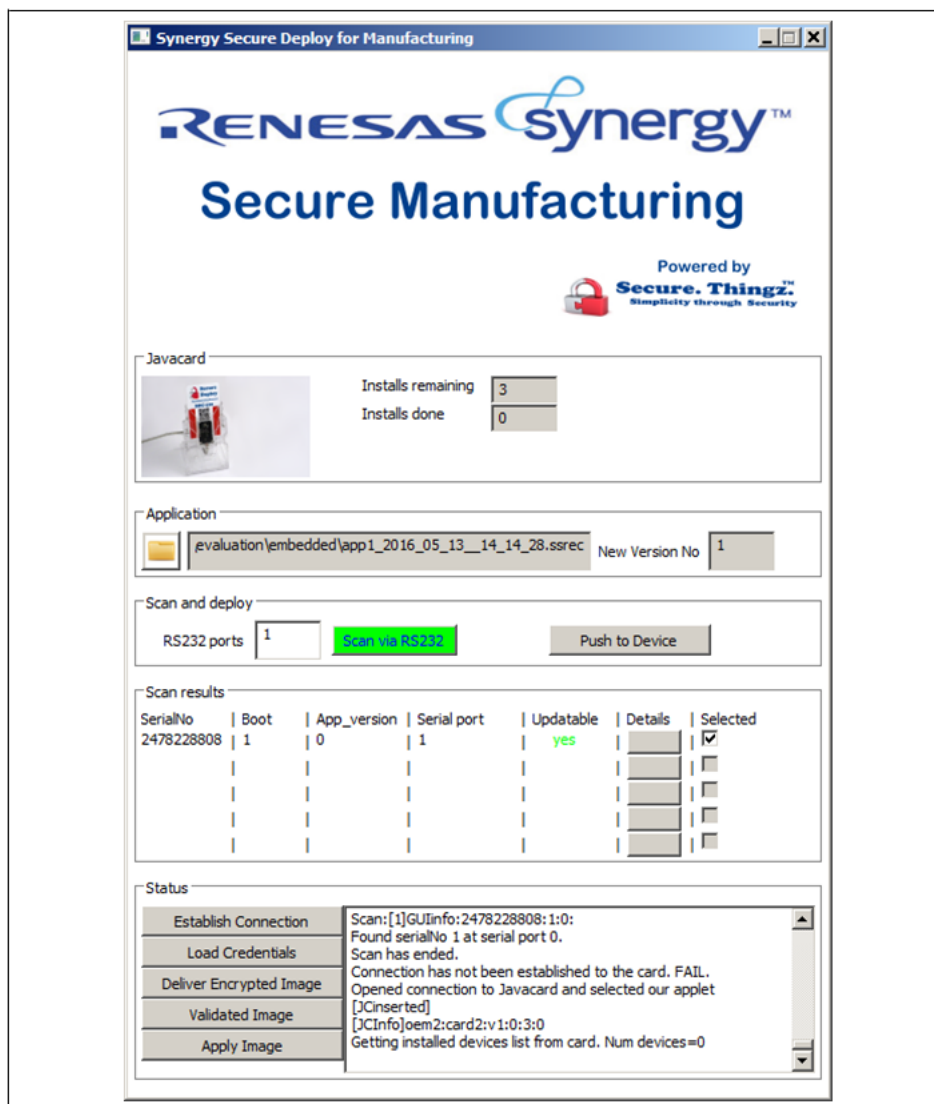 Synergy Secure Deploy for Manufacturing
RENESAS synergy™
Secure Manufacturing
Powered by
Secure. Thingz.™
Simplicity through Security
Javacard
Secure
Deploy
Installs remaining 3
Installs done 0
Application
evaluation\embedded\app1_2016_05_13__14_14_28.ssrec New Version No 1
Scan and deploy
RS232 ports 1 Scan via RS232 Push to Device
Scan results
SerialNo | Boot | App_version | Serial port | Updatable | Details | Selected
2478228808 | 1 | 0 | 1 | yes | |
Status
Establish Connection
Load Credentials
Deliver Encrypted Image
Validated Image
Apply Image
Scan:[1]GUIinfo:2478228808:1:0:
Found serialNo 1 at serial port 0.
Scan has ended.
Connection has not been established to the card. FAIL.
Opened connection to Javacard and selected our applet
[JCinserted]
[JCInfo]oem2:card2:v1:0:3:0
Getting installed devices list from card. Num devices=0